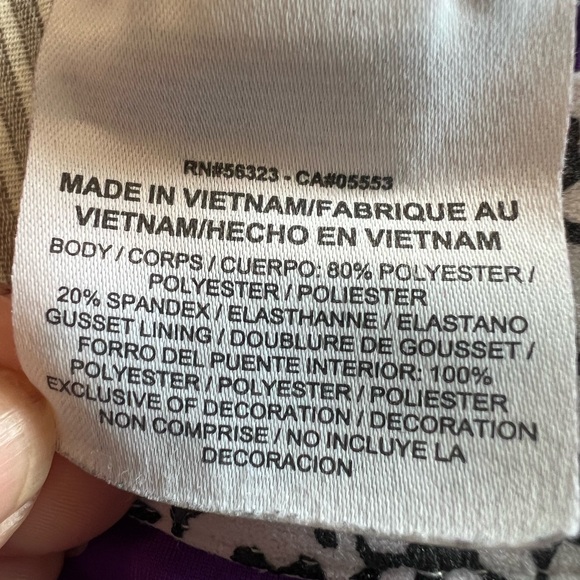 RN#56323 - CA#05553
MADE IN VIETNAM/FABRIQUE AU
VIETNAM/HECHO EN VIETNAM
BODY / CORPS / CUERPO: 80% POLYESTER /
POLYESTER / POLIESTER
20% SPANDEX / ELASTHANNE / ELASTANO
GUSSET LINING / DOUBLURE DE GOUSSET /
FORRO DEL PUENTE INTERIOR: 100%
POLYESTER / POLYESTER / POLIESTER
EXCLUSIVE OF DECORATION / DECORATION
NON COMPRISE / NO INCLUYE LA
DECORACION